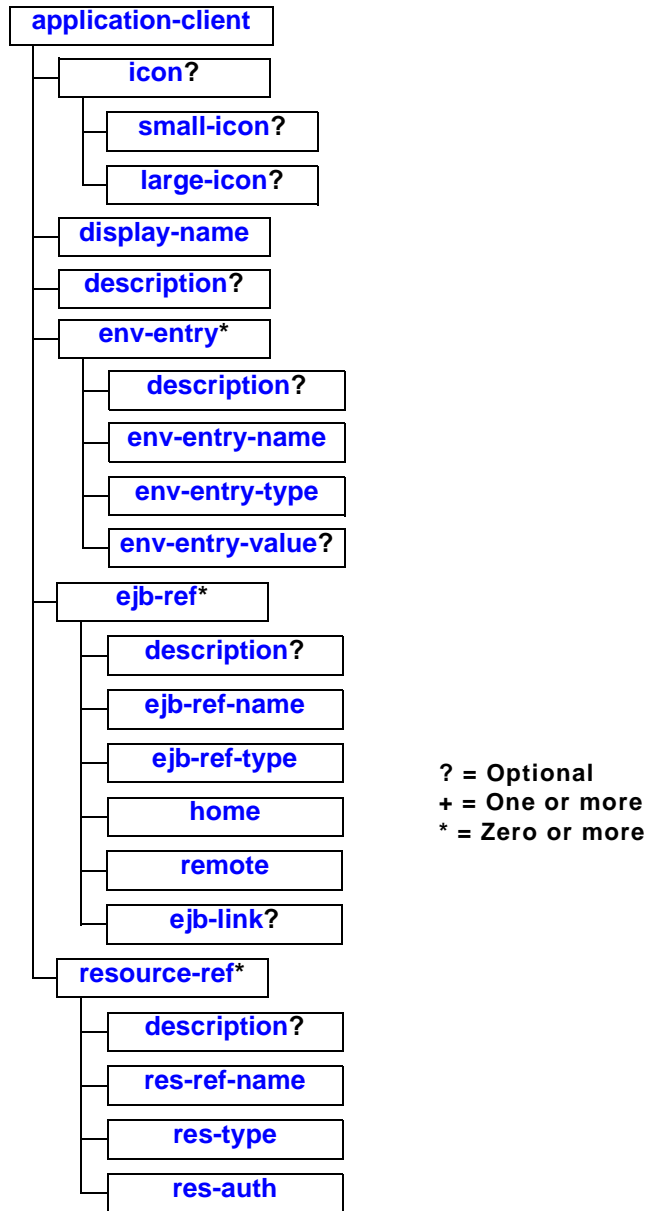 application-client
icon?
small-icon?
large-icon?
display-name
description?
env-entry*
description?
env-entry-name
env-entry-type
env-entry-value?
ejb-ref*
description?
ejb-ref-name
ejb-ref-type
home
remote
ejb-link?
resource-ref*
description?
res-ref-name
res-type
res-auth
? = Optional
+ = One or more
* = Zero or more